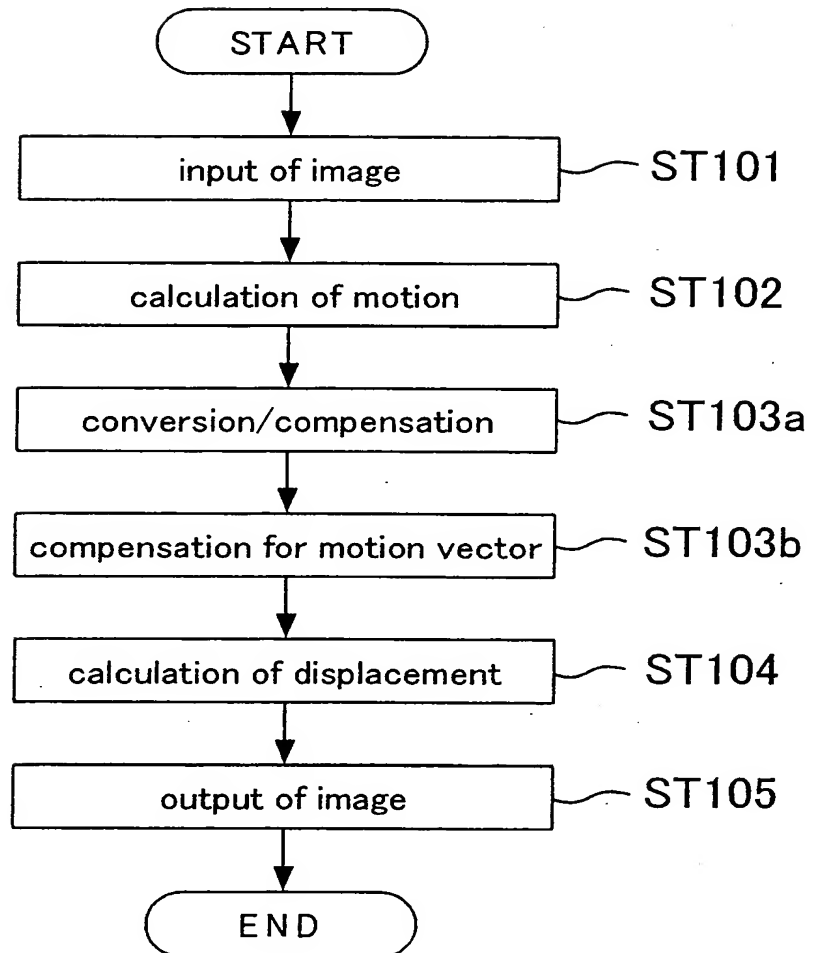 START
input of image ST101
calculation of motion ST102
conversion/compensation ST103a
compensation for motion vector ST103b
calculation of displacement ST104
output of image ST105
END